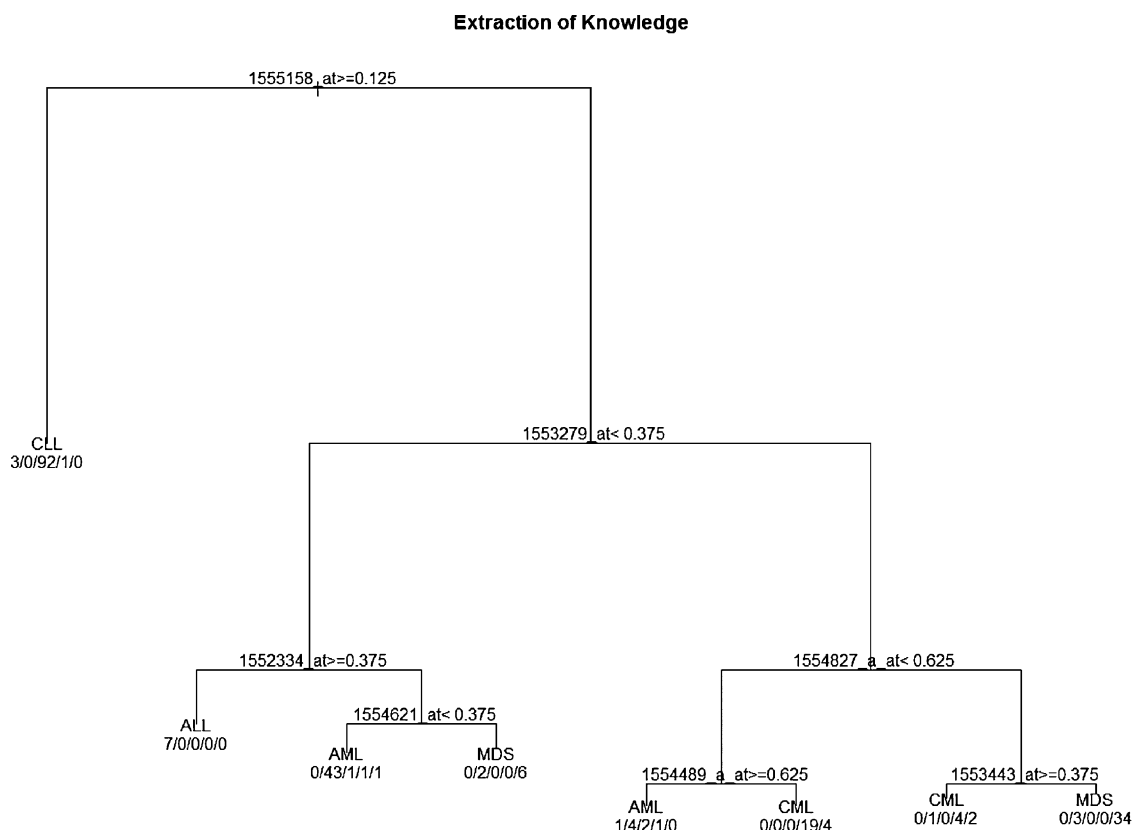 Extraction of Knowledge
1555158_at>=0.125
1553279_at< 0.375
CLL
3/0/92/1/0
1552334_at>=0.375
1554827_a_at< 0.625
ALL
7/0/0/0/0
1554621_at< 0.375
AML
0/43/1/1/1
MDS
0/2/0/0/6
1554489_a_at>=0.625
1553443_at>=0.375
AML
1/4/2/1/0
CML
0/0/0/19/4
CML
0/1/0/4/2
MDS
0/3/0/0/34